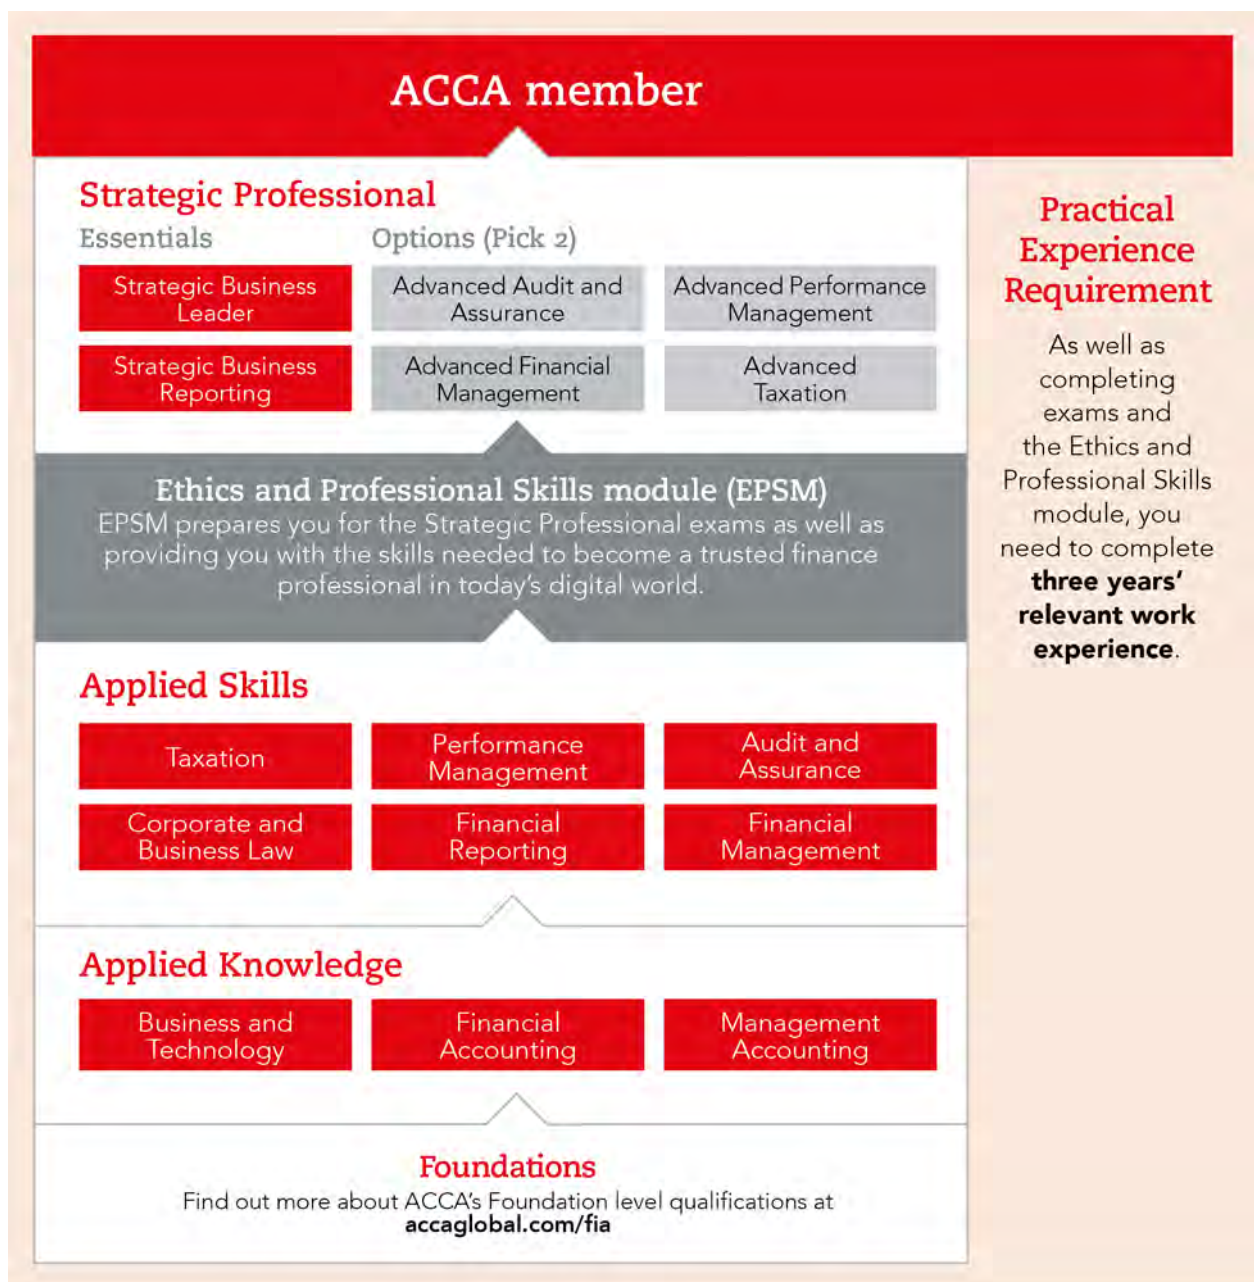 ACCA member
Strategic Professional
Essentials
Options (Pick 2)
Strategic Business
Leader
Advanced Audit and
Assurance
Advanced Performance
Management
Strategic Business
Reporting
Advanced Financial
Management
Advanced
Taxation
Ethics and Professional Skills module (EPSM)
EPSM prepares you for the Strategic Professional exams as well as
providing you with the skills needed to become a trusted finance
professional in today's digital world.
Applied Skills
Taxation
Performance
Management
Audit and
Assurance
Corporate and
Business Law
Financial
Reporting
Financial
Management
Applied Knowledge
Business and
Technology
Financial
Accounting
Management
Accounting
Foundations
Find out more about ACCA's Foundation level qualifications at
accaglobal.com/fia
Practical
Experience
Requirement
As well as
completing
exams and
the Ethics and
Professional Skills
module, you
need to complete
three years'
relevant work
experience.